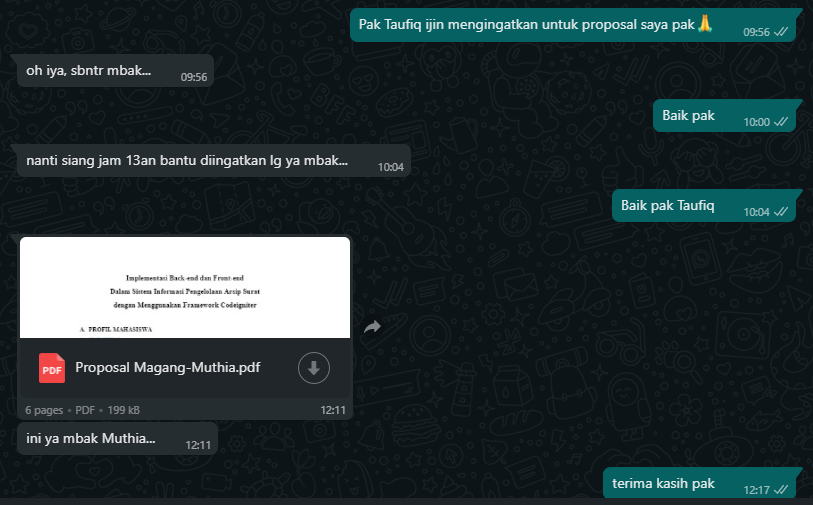 Pak Taufiq ijin mengingatkan untuk proposal saya pak🙏
09:56
oh iya, sbntr mbak...
09:56
Baik pak
10:00
nanti siang jam 13an bantu diingatkan lg ya mbak...
10:04
Baik pak Taufiq
10:04
Implementasi Back-end dan Front-end
Dalam Sistem Informasi Pengelolaan Arsip Surat
dengan Menggunakan Framework Codeigniter
A. PROFIL MAHASISWA
PDF
Proposal Magang-Muthia.pdf
6 pages • PDF • 199 kB
12:11
ini ya mbak Muthia...
12:11
terima kasih pak
12:17